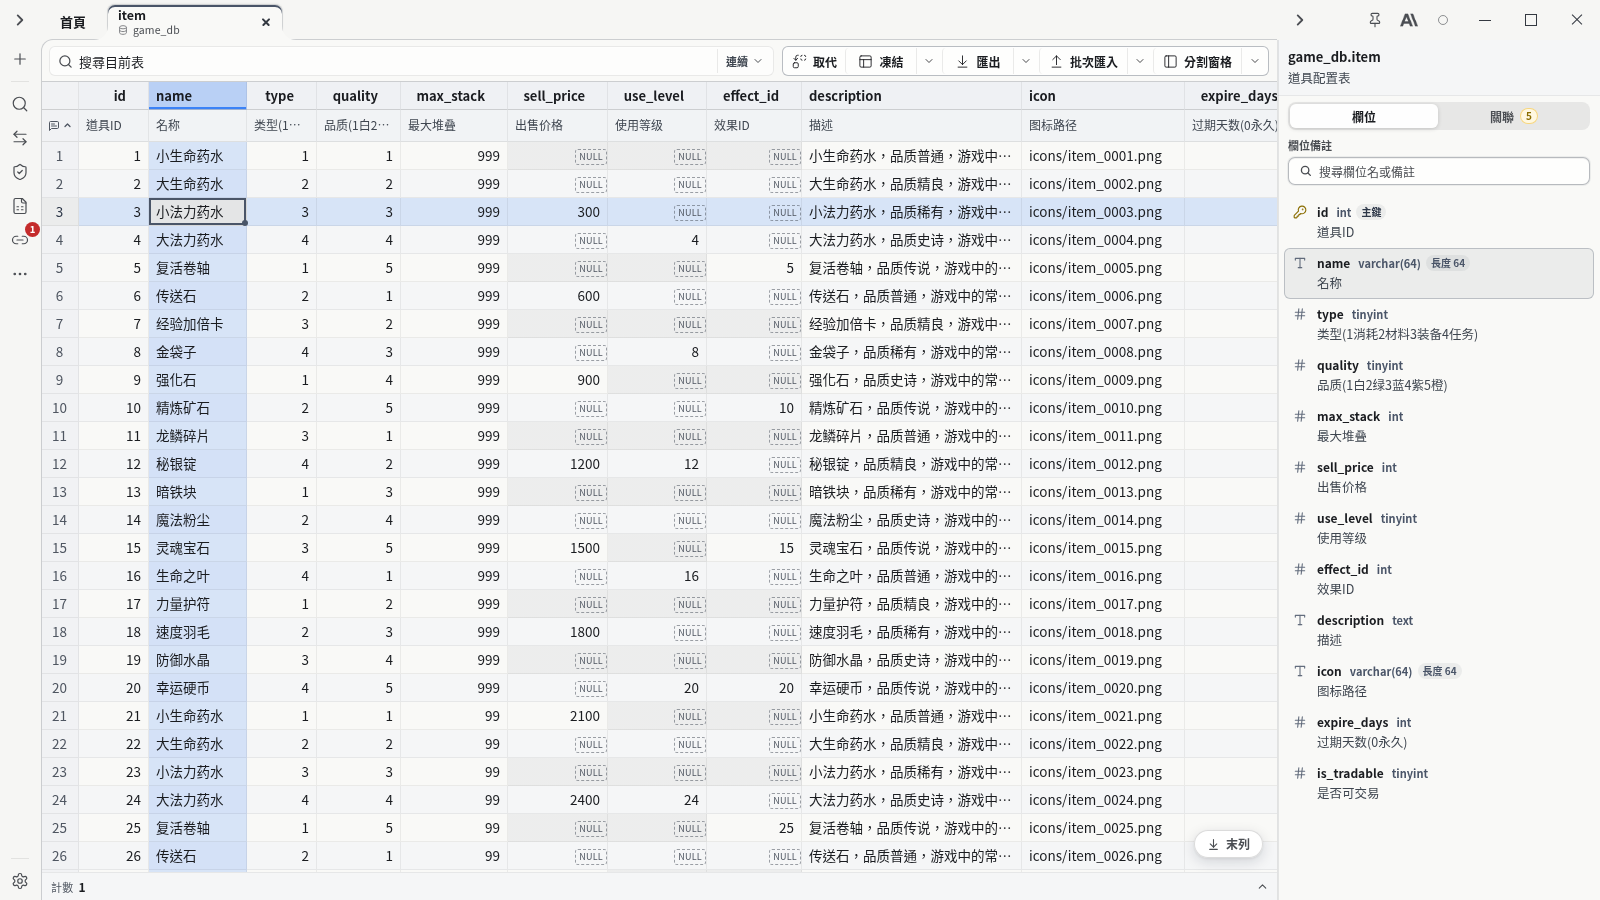 首頁
item
game_db
搜尋目前表
連續
取代
凍結
匯出
批次匯入
分割窗格
id name type quality max_stack sell_price use_level effect_id description icon expire_days
道具ID 名称 类型(1⋯ 品质(1白2⋯ 最大堆叠 出售价格 使用等级 效果ID 描述 图标路径 过期天数(0永久)
1 1 小生命药水 1 1 999 NULL NULL NULL 小生命药水，品质普通，游戏中⋯ icons/item_0001.png
2 2 大生命药水 2 2 999 NULL NULL NULL 大生命药水，品质精良，游戏中⋯ icons/item_0002.png
3 3 小法力药水 3 3 999 300 NULL NULL 小法力药水，品质稀有，游戏中⋯ icons/item_0003.png
4 4 大法力药水 4 4 999 NULL 4 NULL 大法力药水，品质史诗，游戏中⋯ icons/item_0004.png
5 5 复活卷轴 1 5 999 NULL NULL 5 复活卷轴，品质传说，游戏中的⋯ icons/item_0005.png
6 6 传送石 2 1 999 600 NULL NULL 传送石，品质普通，游戏中的常⋯ icons/item_0006.png
7 7 经验加倍卡 3 2 999 NULL NULL NULL 经验加倍卡，品质精良，游戏中⋯ icons/item_0007.png
8 8 金袋子 4 3 999 NULL 8 NULL 金袋子，品质稀有，游戏中的常⋯ icons/item_0008.png
9 9 强化石 1 4 999 900 NULL NULL 强化石，品质史诗，游戏中的常⋯ icons/item_0009.png
10 10 精炼矿石 2 5 999 NULL NULL 10 精炼矿石，品质传说，游戏中的⋯ icons/item_0010.png
11 11 龙鳞碎片 3 1 999 NULL NULL NULL 龙鳞碎片，品质普通，游戏中的⋯ icons/item_0011.png
12 12 秘银锭 4 2 999 1200 12 NULL 秘银锭，品质精良，游戏中的常⋯ icons/item_0012.png
13 13 暗铁块 1 3 999 NULL NULL NULL 暗铁块，品质稀有，游戏中的常⋯ icons/item_0013.png
14 14 魔法粉尘 2 4 999 NULL NULL NULL 魔法粉尘，品质史诗，游戏中的⋯ icons/item_0014.png
15 15 灵魂宝石 3 5 999 1500 NULL 15 灵魂宝石，品质传说，游戏中的⋯ icons/item_0015.png
16 16 生命之叶 4 1 999 NULL 16 NULL 生命之叶，品质普通，游戏中的⋯ icons/item_0016.png
17 17 力量护符 1 2 999 NULL NULL NULL 力量护符，品质精良，游戏中的⋯ icons/item_0017.png
18 18 速度羽毛 2 3 999 1800 NULL NULL 速度羽毛，品质稀有，游戏中的⋯ icons/item_0018.png
19 19 防御水晶 3 4 999 NULL NULL NULL 防御水晶，品质史诗，游戏中的⋯ icons/item_0019.png
20 20 幸运硬币 4 5 999 NULL 20 20 幸运硬币，品质传说，游戏中的⋯ icons/item_0020.png
21 21 小生命药水 1 1 99 2100 NULL NULL 小生命药水，品质普通，游戏中⋯ icons/item_0021.png
22 22 大生命药水 2 2 99 NULL NULL NULL 大生命药水，品质精良，游戏中⋯ icons/item_0022.png
23 23 小法力药水 3 3 99 NULL NULL NULL 小法力药水，品质稀有，游戏中⋯ icons/item_0023.png
24 24 大法力药水 4 4 99 2400 24 NULL 大法力药水，品质史诗，游戏中⋯ icons/item_0024.png
25 25 复活卷轴 1 5 99 NULL NULL 25 复活卷轴，品质传说，游戏中的⋯ icons/item_0025.png
26 26 传送石 2 1 99 NULL NULL NULL 传送石，品质普通，游戏中的常⋯ icons/item_0026.png
末列
計數 1
1
game_db.item
道具配置表
欄位
關聯 5
欄位備註
搜尋欄位名或備註
id int 主鍵
道具ID
name varchar(64) 長度 64
名称
type tinyint
类型(1消耗2材料3装备4任务)
quality tinyint
品质(1白2绿3蓝4紫5橙)
max_stack int
最大堆叠
sell_price int
出售价格
use_level tinyint
使用等级
effect_id int
效果ID
description text
描述
icon varchar(64) 長度 64
图标路径
expire_days int
过期天数(0永久)
is_tradable tinyint
是否可交易